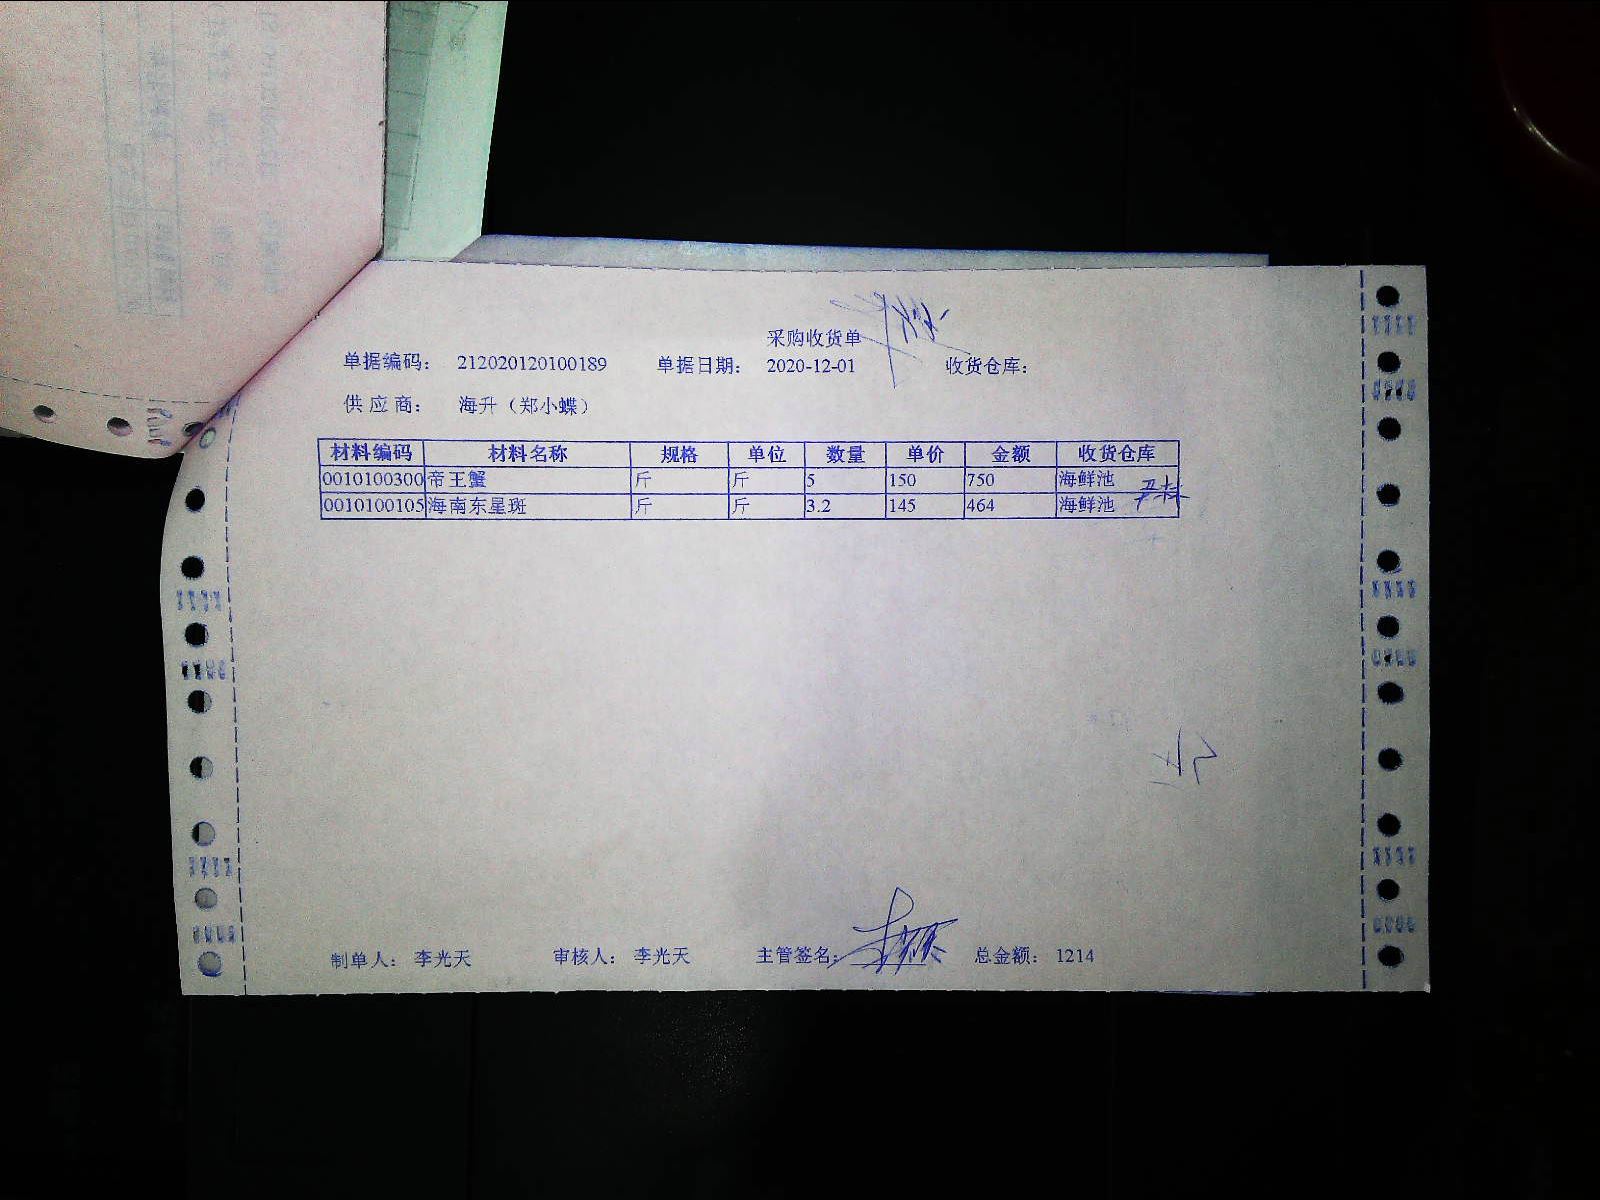 采购收货单
单据编码： 212020120100189 单据日期： 2020-12-01 收货仓库：
供应商： 海升（郑小蝶）
材料编码 材料名称 规格 单位 数量 单价 金额 收货仓库
0010100300 帝王蟹 斤 斤 5 150 750 海鲜池
0010100105 海南东星斑 斤 斤 3.2 145 464 海鲜池
制单人： 李光天 审核人： 李光天 主管签名： 总金额： 1214